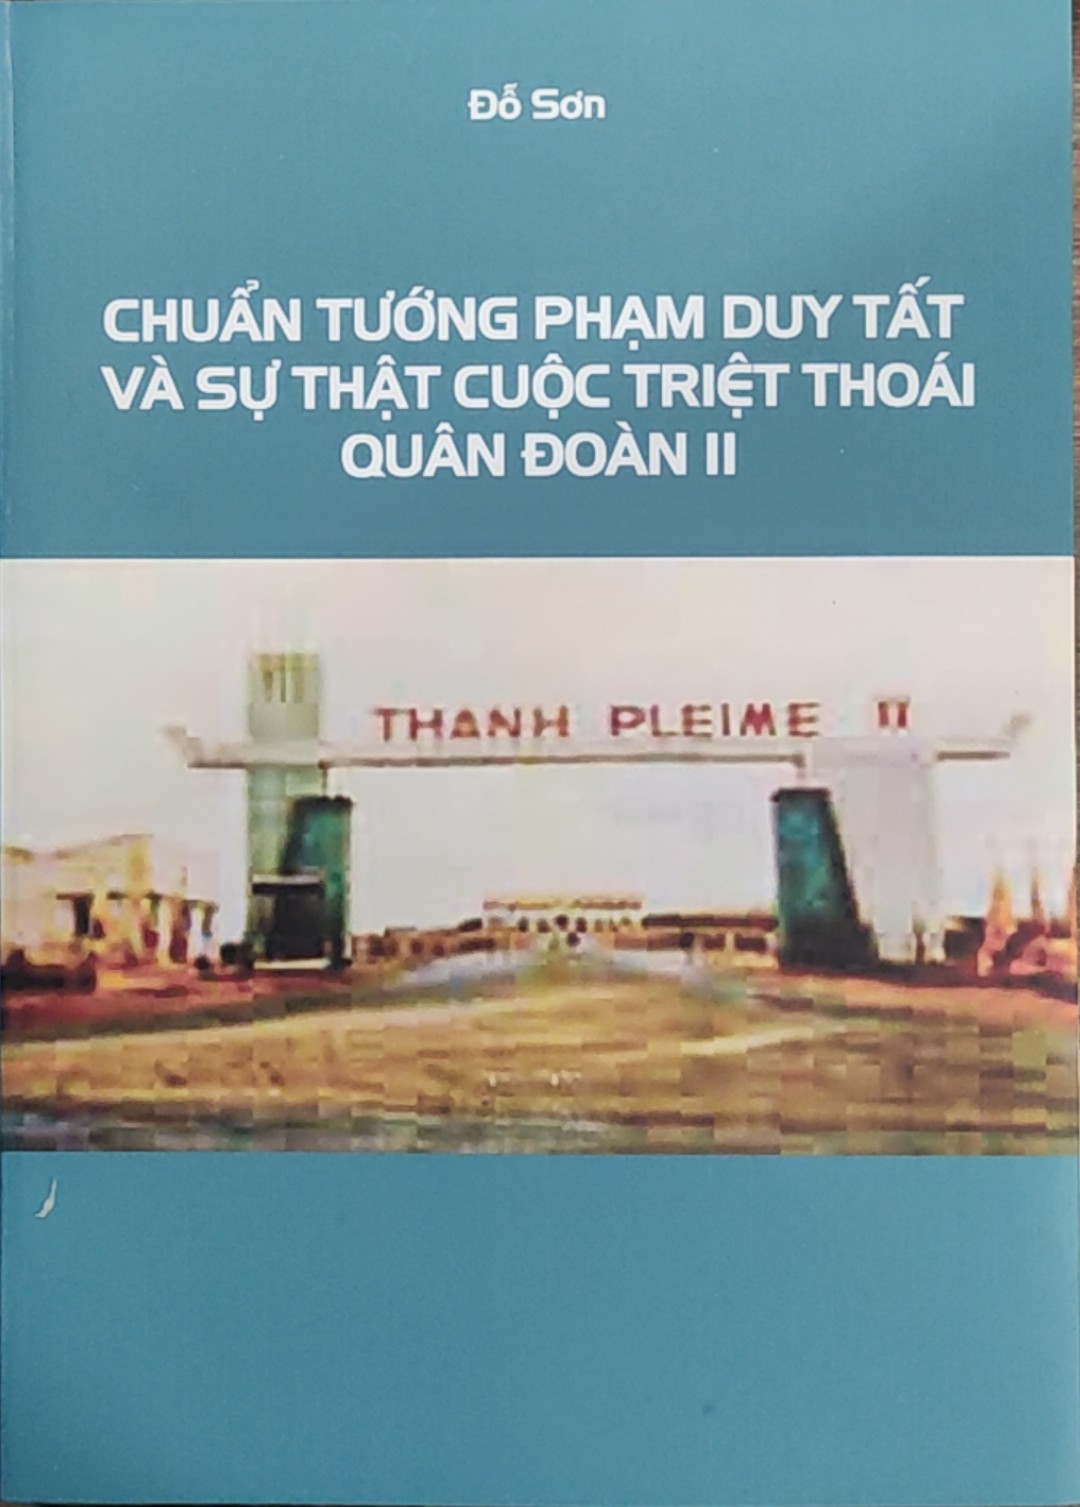 Đỗ Sơn
CHUẨN TƯỚNG PHẠM DUY TẤT
VÀ SỰ THẬT CUỘC TRIỆT THOÁI
QUÂN ĐOÀN II
THANH PLEIME II